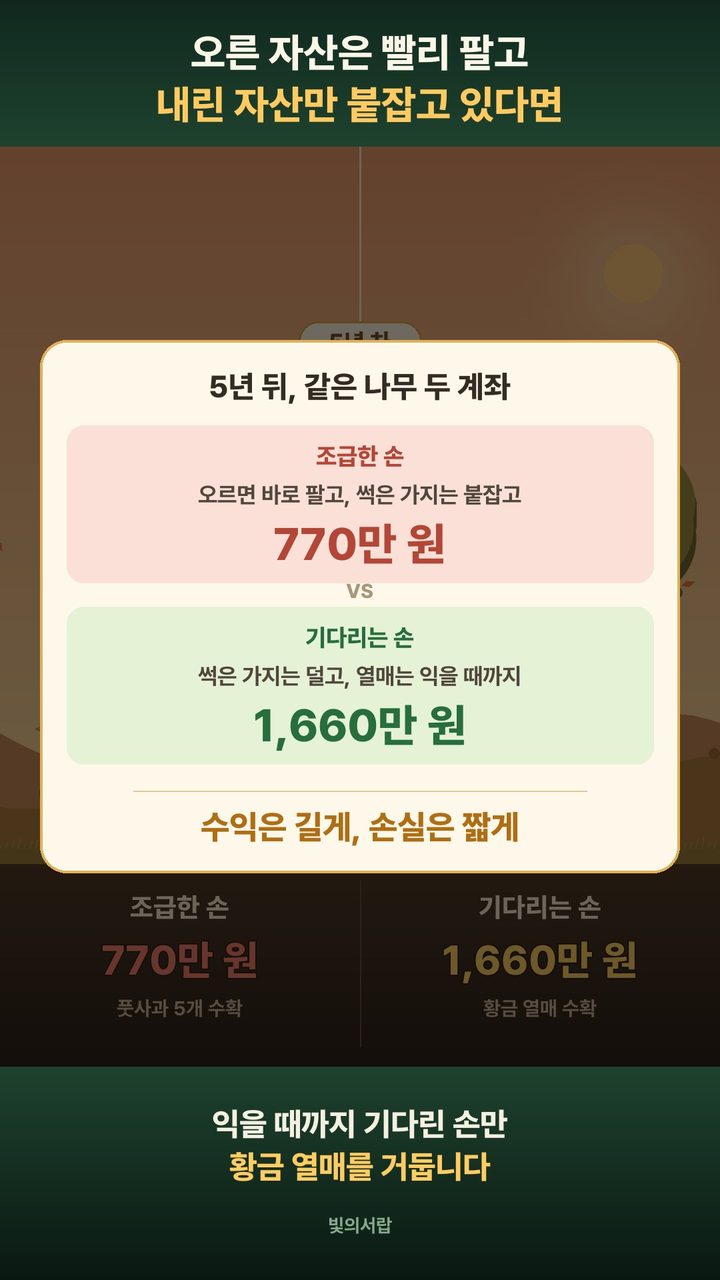 오른 자산은 빨리 팔고
내린 자산만 붙잡고 있다면
5년 뒤, 같은 나무 두 계좌
조급한 손
오르면 바로 팔고, 썩은 가지는 붙잡고
770만 원
VS
기다리는 손
썩은 가지는 덜고, 열매는 익을 때까지
1,660만 원
수익은 길게, 손실은 짧게
조급한 손
770만 원
풋사과 5개 수확
기다리는 손
1,660만 원
황금 열매 수확
익을 때까지 기다린 손만
황금 열매를 거둡니다
빛의서랍